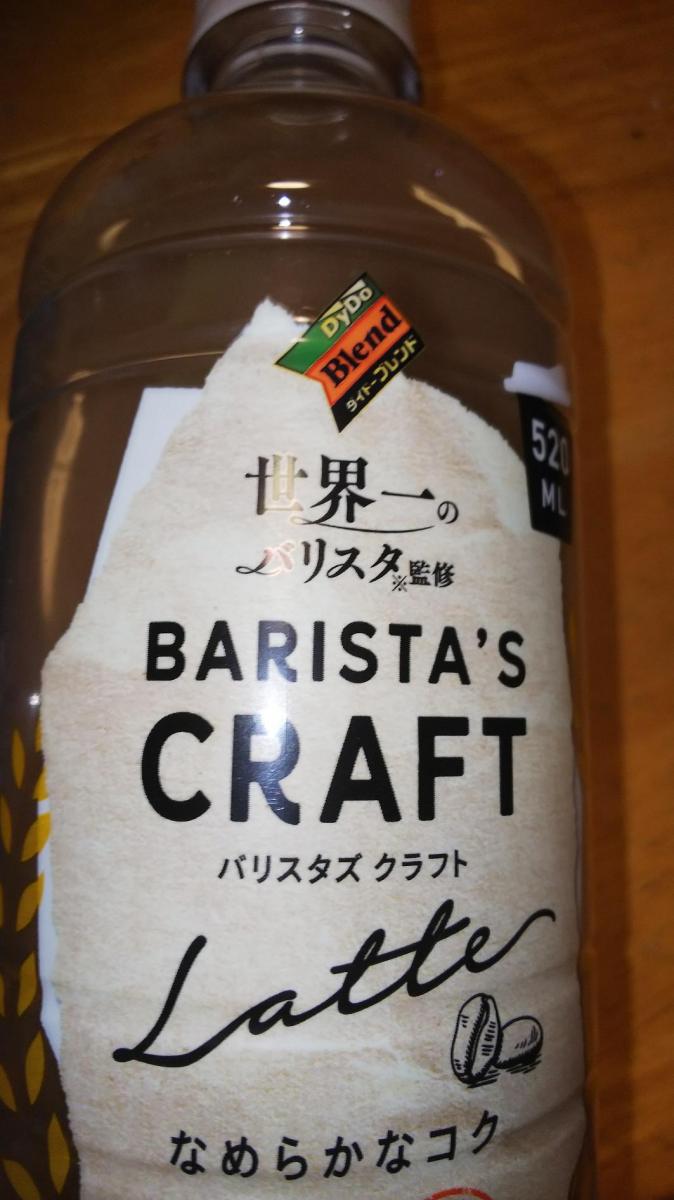 DyDo
Blend
ダイドーブレンド
520
ML
世界一の
バリスタ※監修
BARISTA'S
CRAFT
バリスタズ クラフト
Latte
なめらかなコク